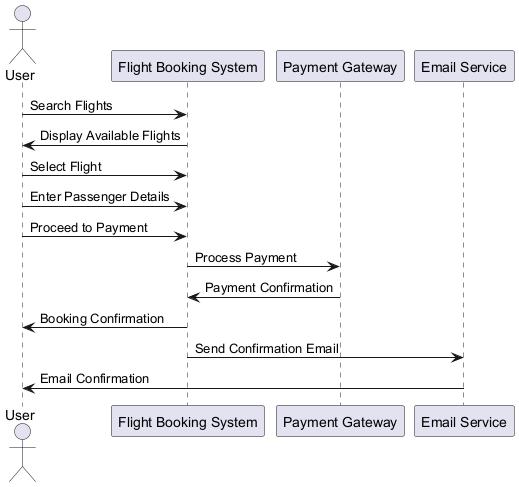 User
Flight Booking System
Payment Gateway
Email Service
Search Flights
Display Available Flights
Select Flight
Enter Passenger Details
Proceed to Payment
Process Payment
Payment Confirmation
Booking Confirmation
Send Confirmation Email
Email Confirmation
User
Flight Booking System
Payment Gateway
Email Service